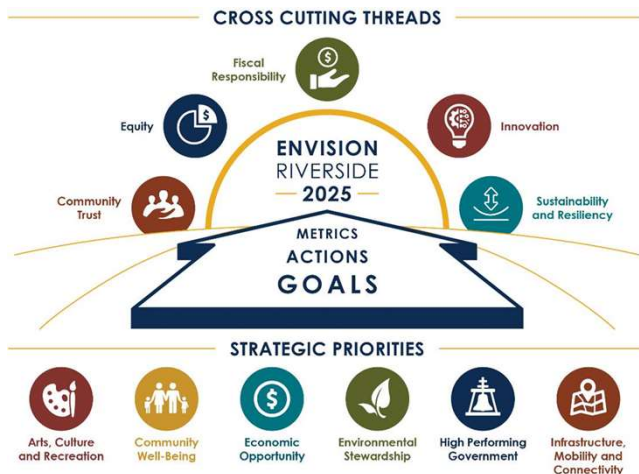 CROSS CUTTING THREADS
Fiscal
Responsibility
$
Equity
$
Innovation
Community
Trust
Sustainability
and Resiliency
ENVISION
RIVERSIDE
2025
METRICS
ACTIONS
GOALS
STRATEGIC PRIORITIES
$
Arts, Culture
and Recreation
Community
Well-Being
Economic
Opportunity
Environmental
Stewardship
High Performing
Government
Infrastructure,
Mobility and
Connectivity